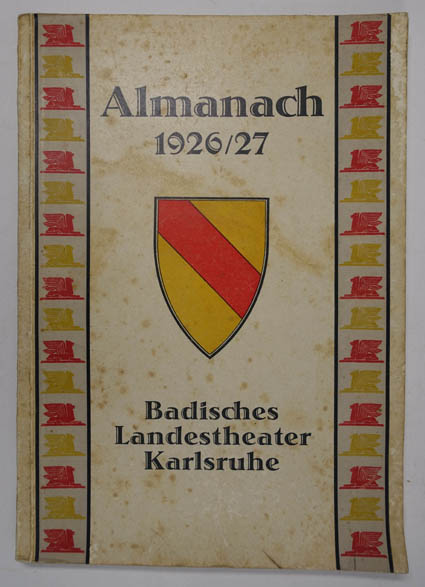 Almanach
1926/27
Badisches
Landestheater
Karlsruhe